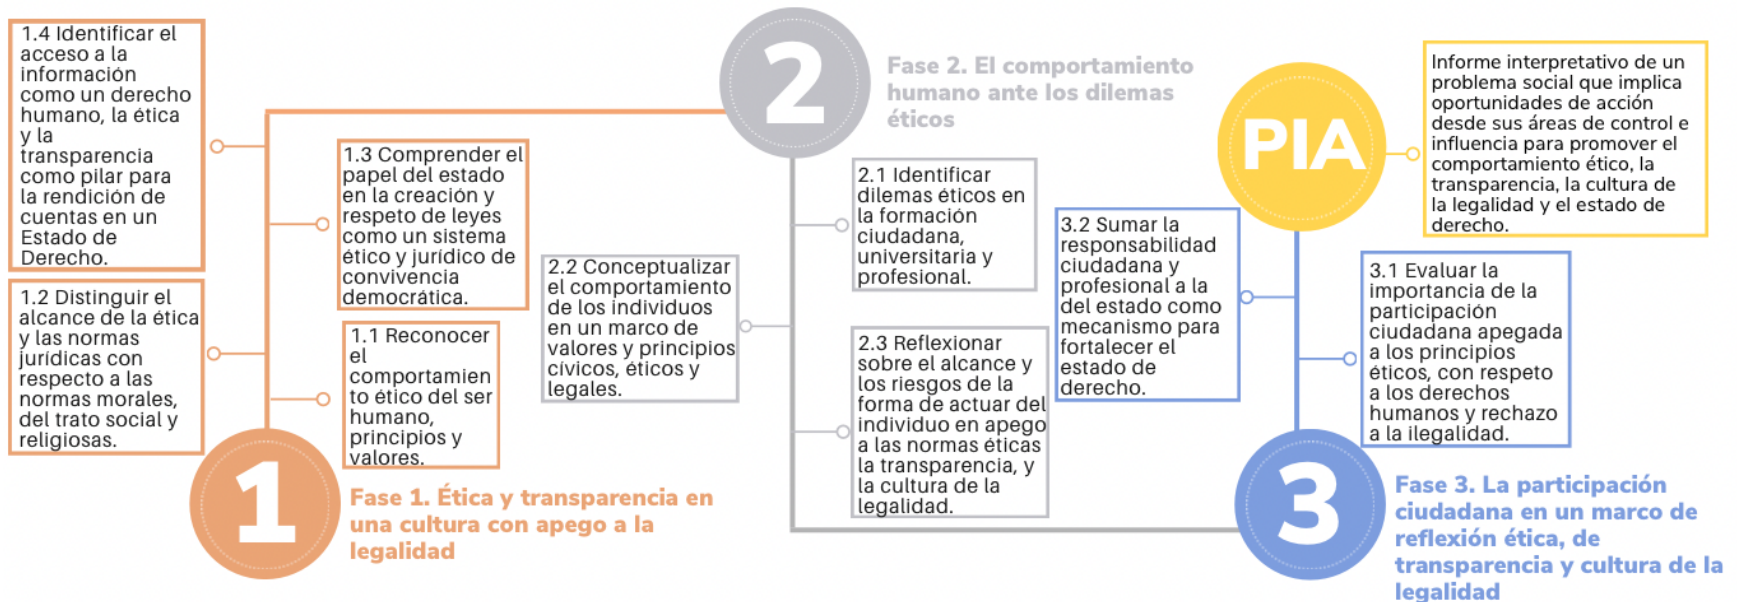 1.4 Identificar el
acceso a la
información
como un derecho
humano, la ética
y la
transparencia
como pilar para
la rendición de
cuentas en un
Estado de
Derecho.
1.3 Comprender el
papel del estado
en la creación y
respeto de leyes
como un sistema
ético y jurídico de
convivencia
democrática.
1.2 Distinguir el
alcance de la ética
y las normas
jurídicas con
respecto a las
normas morales,
del trato social y
religiosas.
1.1 Reconocer
el
comportamien
to ético del ser
humano,
principios y
valores.
1
Fase 1. Ética y transparencia en
una cultura con apego a la
legalidad
2
Fase 2. El comportamiento
humano ante los dilemas
éticos
2.1 Identificar
dilemas éticos en
la formación
ciudadana,
universitaria y
profesional.
2.2 Conceptualizar
el comportamiento
de los individuos
en un marco de
valores y principios
cívicos, éticos y
legales.
2.3 Reflexionar
sobre el alcance y
los riesgos de la
forma de actuar del
individuo en apego
a las normas éticas
la transparencia, y
la cultura de la
legalidad.
PIA
Informe interpretativo de un
problema social que implica
oportunidades de acción
desde sus áreas de control e
influencia para promover el
comportamiento ético, la
transparencia, la cultura de
la legalidad y el estado de
derecho.
3.2 Sumar la
responsabilidad
ciudadana y
profesional a la
del estado como
mecanismo para
fortalecer el
estado de
derecho.
3.1 Evaluar la
importancia de la
participación
ciudadana apegada
a los principios
éticos, con respeto
a los derechos
humanos y rechazo
a la ilegalidad.
3
Fase 3. La participación
ciudadana en un marco de
reflexión ética, de
transparencia y cultura de la
legalidad